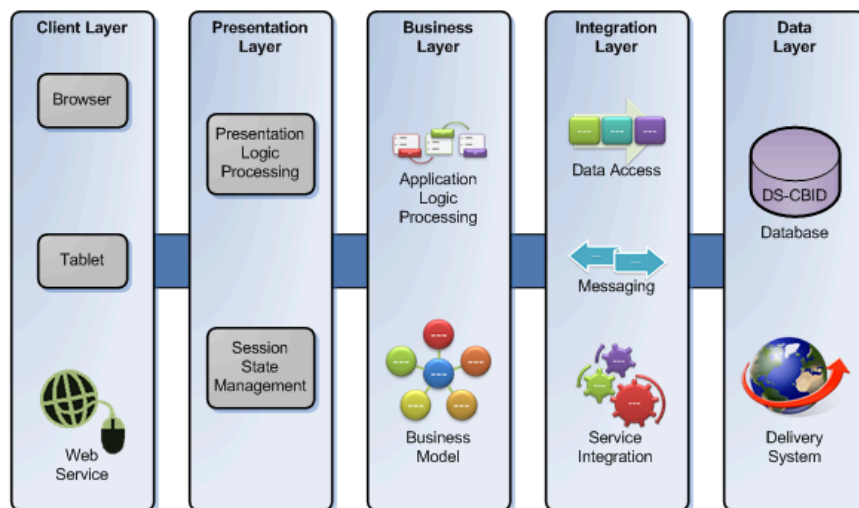 Client Layer
Browser
Tablet
Web
Service
Presentation
Layer
Presentation
Logic
Processing
Session
State
Management
Business
Layer
Application
Logic
Processing
Business
Model
Integration
Layer
--- --- ---
Data Access
--- ---
Messaging
Service
Integration
Data
Layer
DS-CBID
Database
Delivery
System